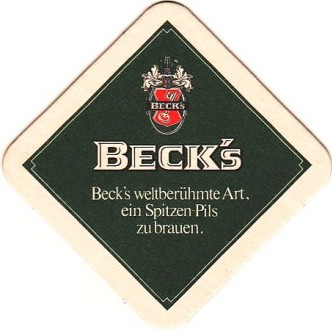 BECK'S
BECK'S
Beck's weltberühmte Art,
ein Spitzen-Pils
zu brauen.